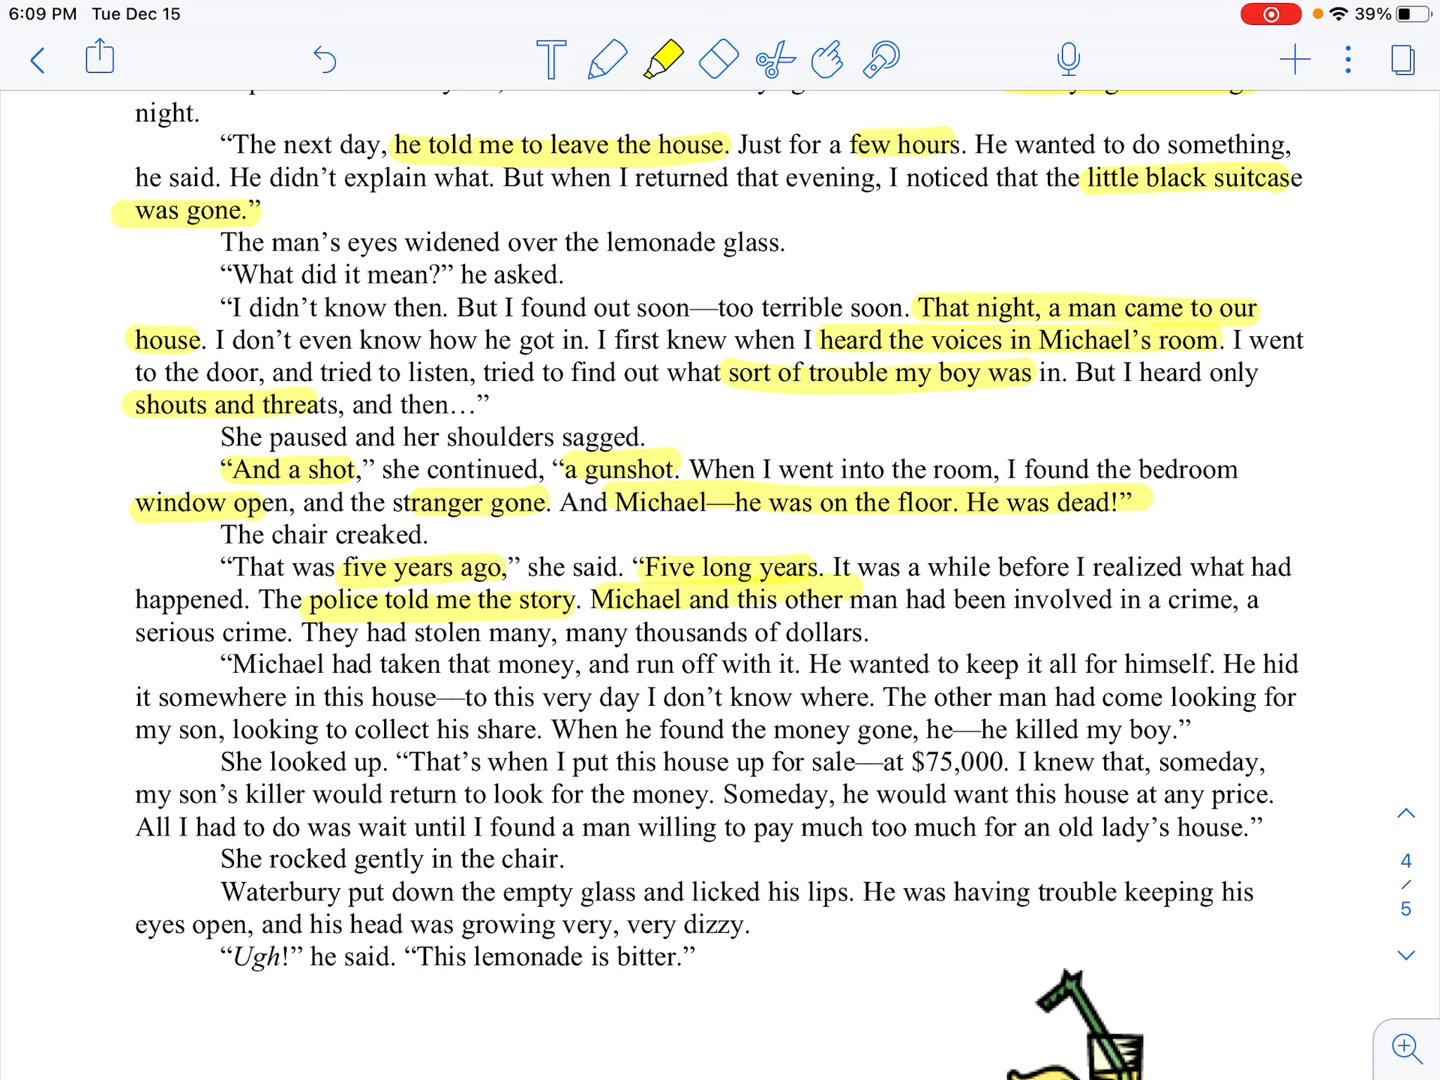 6:09 PM Tue Dec 15
39%
T
night.
“The next day, he told me to leave the house. Just for a few hours. He wanted to do something,
he said. He didn’t explain what. But when I returned that evening, I noticed that the little black suitcase
was gone.”
The man’s eyes widened over the lemonade glass.
“What did it mean?” he asked.
“I didn’t know then. But I found out soon—too terrible soon. That night, a man came to our
house. I don’t even know how he got in. I first knew when I heard the voices in Michael’s room. I went
to the door, and tried to listen, tried to find out what sort of trouble my boy was in. But I heard only
shouts and threats, and then…”
She paused and her shoulders sagged.
“And a shot,” she continued, “a gunshot. When I went into the room, I found the bedroom
window open, and the stranger gone. And Michael—he was on the floor. He was dead!”
The chair creaked.
“That was five years ago,” she said. “Five long years. It was a while before I realized what had
happened. The police told me the story. Michael and this other man had been involved in a crime, a
serious crime. They had stolen many, many thousands of dollars.
“Michael had taken that money, and run off with it. He wanted to keep it all for himself. He hid
it somewhere in this house—to this very day I don’t know where. The other man had come looking for
my son, looking to collect his share. When he found the money gone, he—he killed my boy.”
She looked up. “That’s when I put this house up for sale—at $75,000. I knew that, someday,
my son’s killer would return to look for the money. Someday, he would want this house at any price.
All I had to do was wait until I found a man willing to pay much too much for an old lady’s house.”
She rocked gently in the chair.
Waterbury put down the empty glass and licked his lips. He was having trouble keeping his
eyes open, and his head was growing very, very dizzy.
“Ugh!” he said. “This lemonade is bitter.”
4
/
5